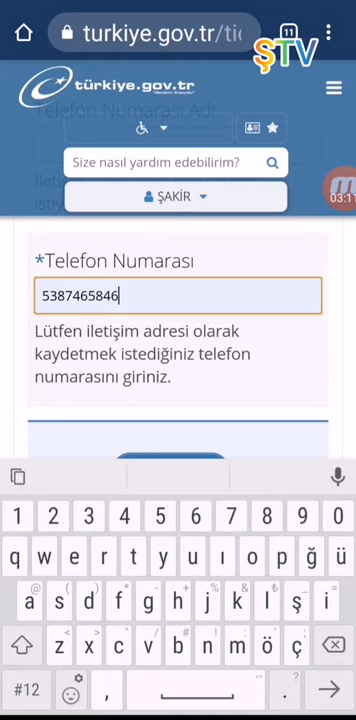 türkiye.gov.tr/tic
11
ŞTV
türkiye.gov.tr
Telefon Numarası Adı
Size nasıl yardım edebilirim?
ŞAKİR
03:1
*Telefon Numarası
5387465846
Lütfen iletişim adresi olarak
kaydetmek istediğiniz telefon
numarasını giriniz.
1 2 3 4 5 6 7 8 9 0
q w e r t y u ı o p ğ ü
a s d f g h j k l ş i
z x c v b n m ö ç
!#12 , .